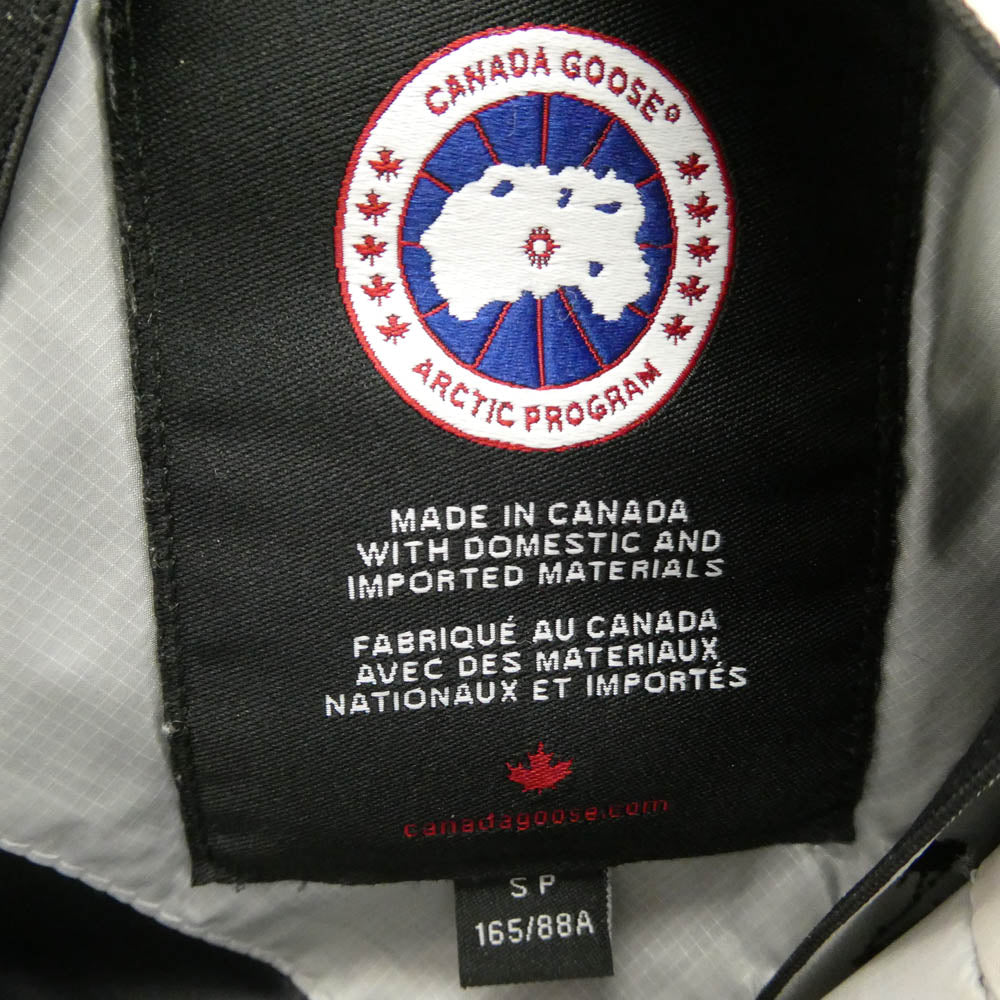 CANADA GOOSE®
ARCTIC PROGRAM
MADE IN CANADA
WITH DOMESTIC AND
IMPORTED MATERIALS
FABRIQUÉ AU CANADA
AVEC DES MATERIAUX
NATIONAUX ET IMPORTÉS
canadagoose.com
S P
165/88A